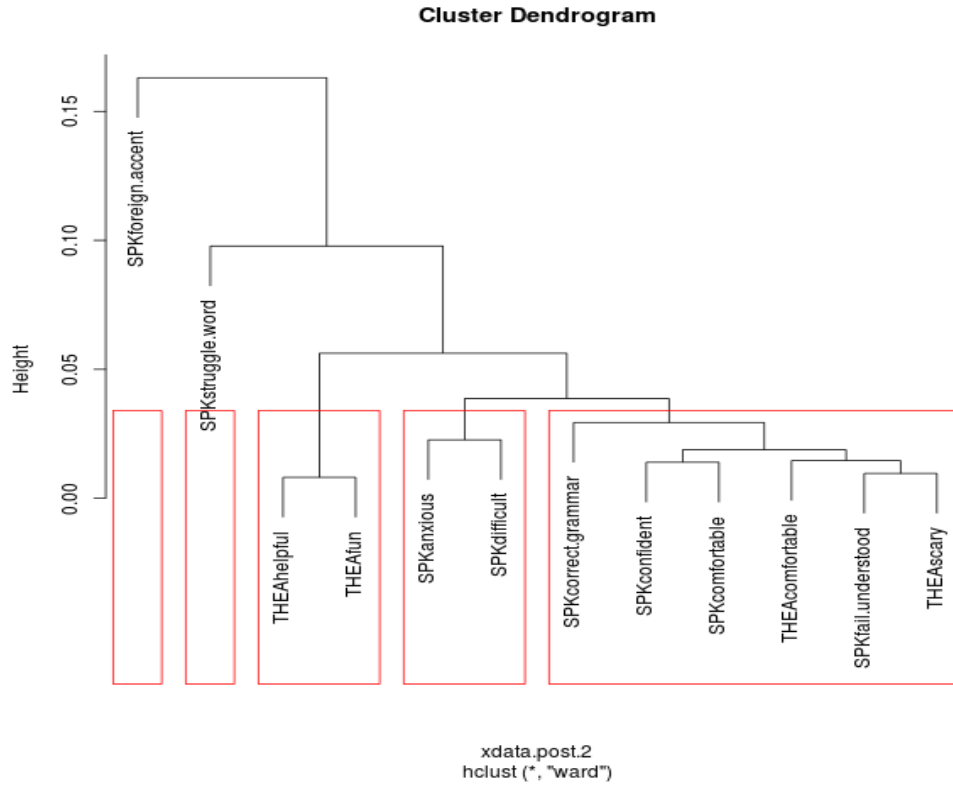 Cluster Dendrogram
Height
0.15
0.10
0.05
0.00
SPKforeign.accent
SPKstruggle.word
THEAhelpful
THEAfun
SPKanxious
SPKdifficult
SPKcorrect.grammar
SPKconfident
SPKcomfortable
THEAcomfortable
SPKfail.understood
THEAscary
xdata.post.2
hclust (*, "ward")